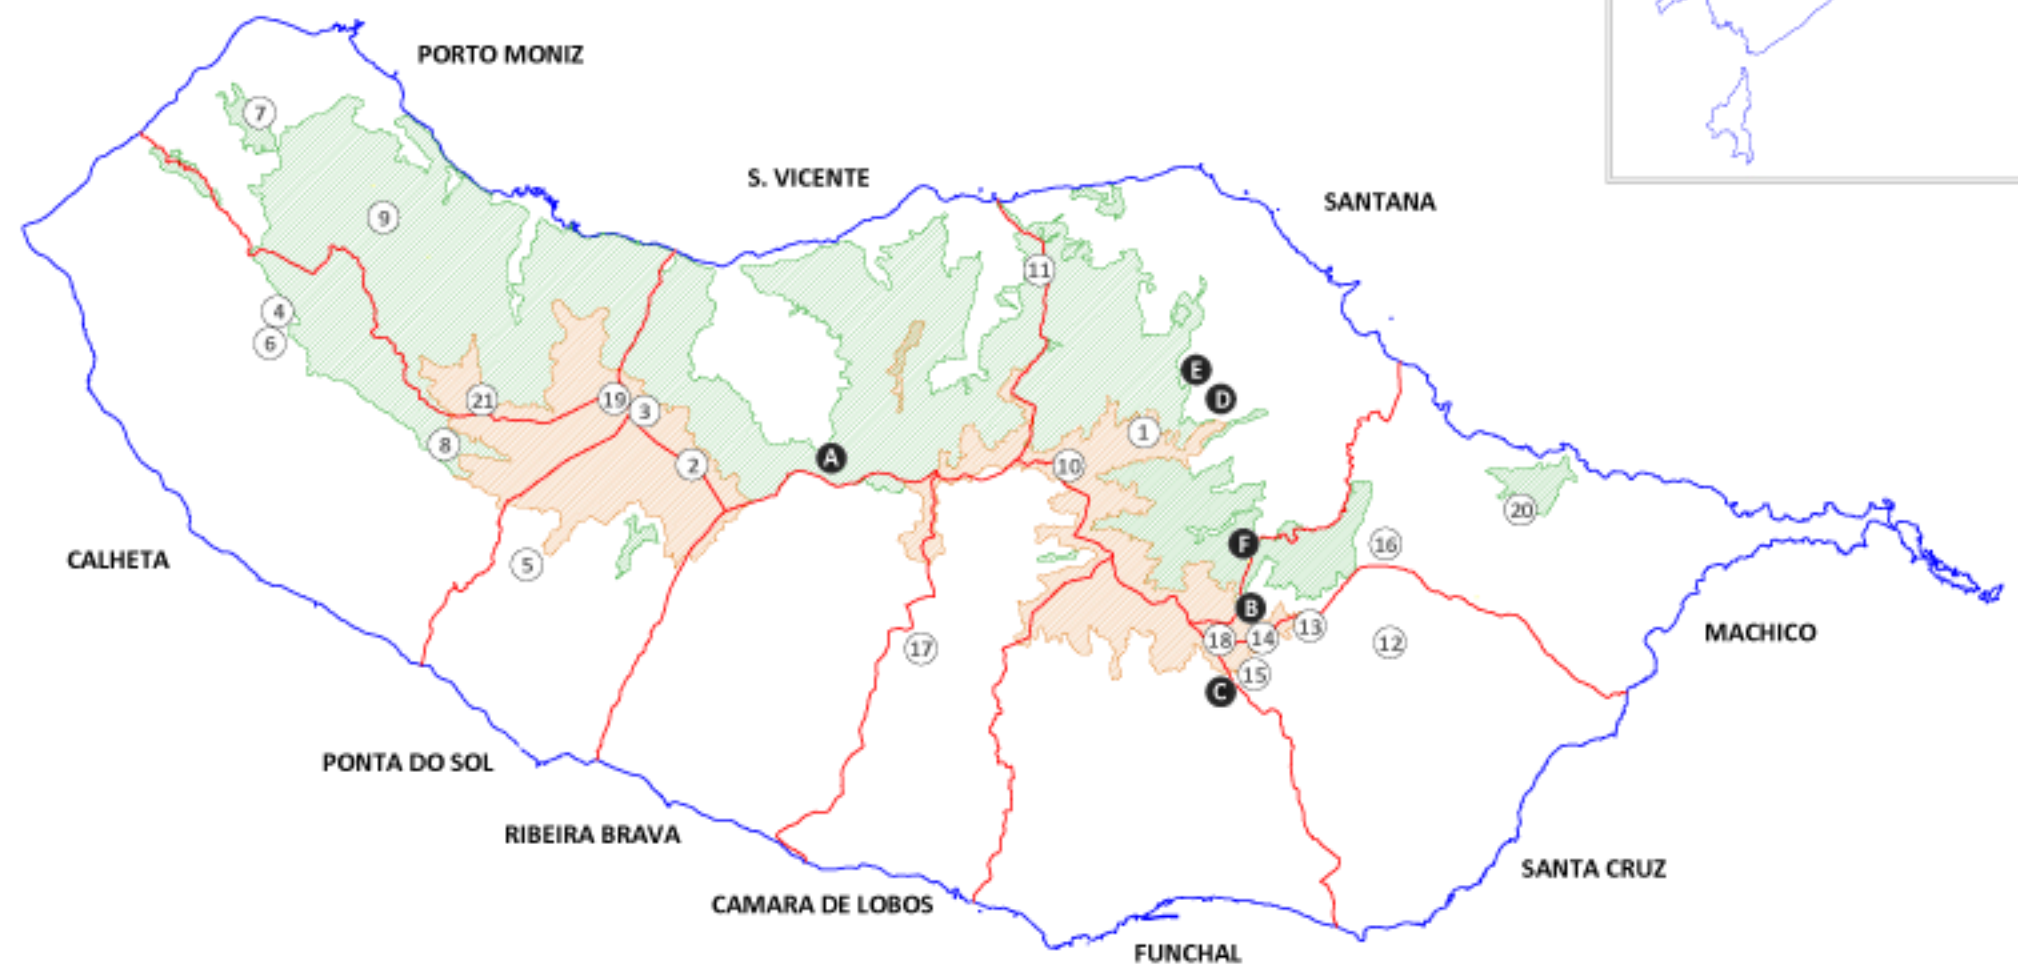 PORTO MONIZ
7
S. VICENTE
SANTANA
9
11
4
6
E
D
21
19
3
1
8
2
A
10
20
CALHETA
5
F
16
B
MACHICO
17
18
14
13
12
15
C
PONTA DO SOL
RIBEIRA BRAVA
SANTA CRUZ
CAMARA DE LOBOS
FUNCHAL